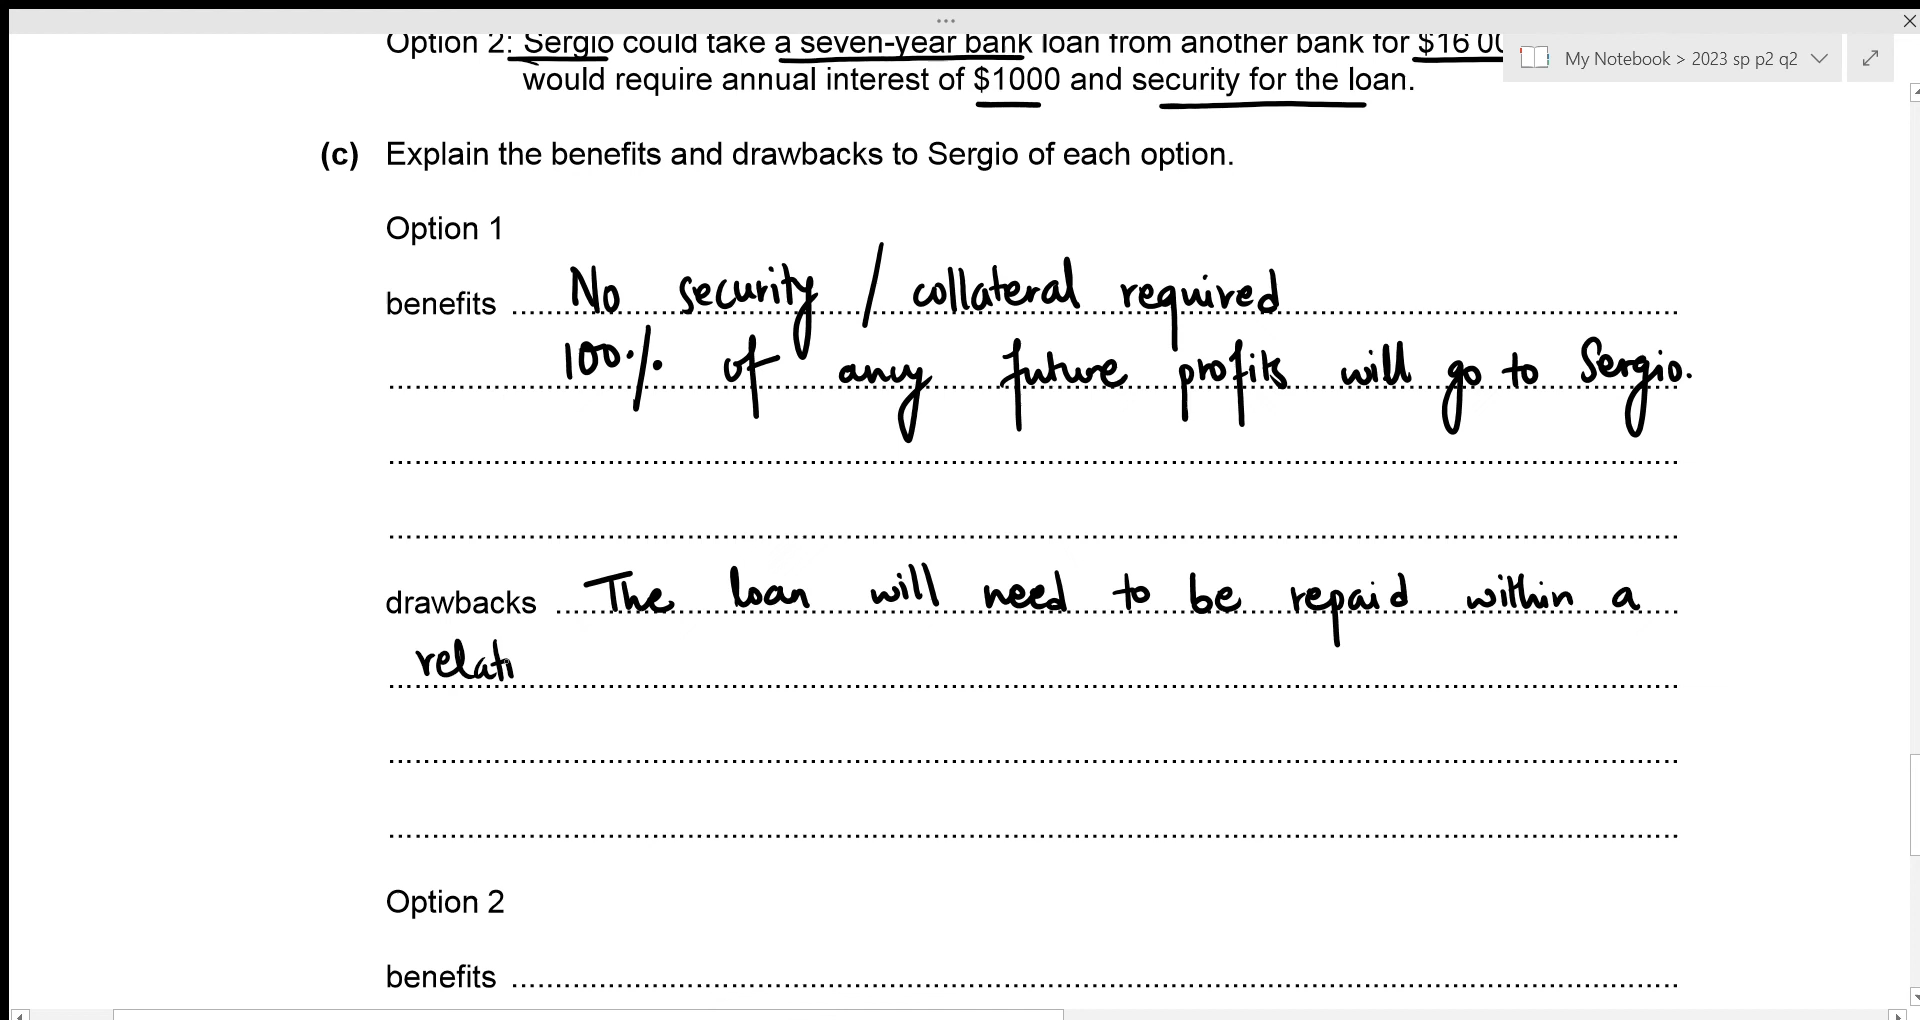 Option 2: Sergio could take a seven-year bank loan from another bank for $16 00
My Notebook > 2023 sp p2 q2
would require annual interest of $1000 and security for the loan.
(c) Explain the benefits and drawbacks to Sergio of each option.
Option 1
benefits No security / collateral required
100% of any future profits will go to Sergio.
drawbacks The loan will need to be repaid within a
relati
Option 2
benefits